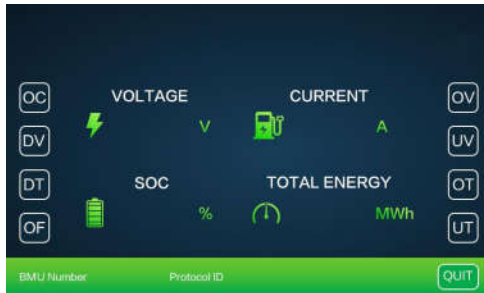 OC VOLTAGE CURRENT OV
DV V A UV
DT SOC TOTAL ENERGY OT
OF % MWh UT
BMU Number Protocol ID QUIT